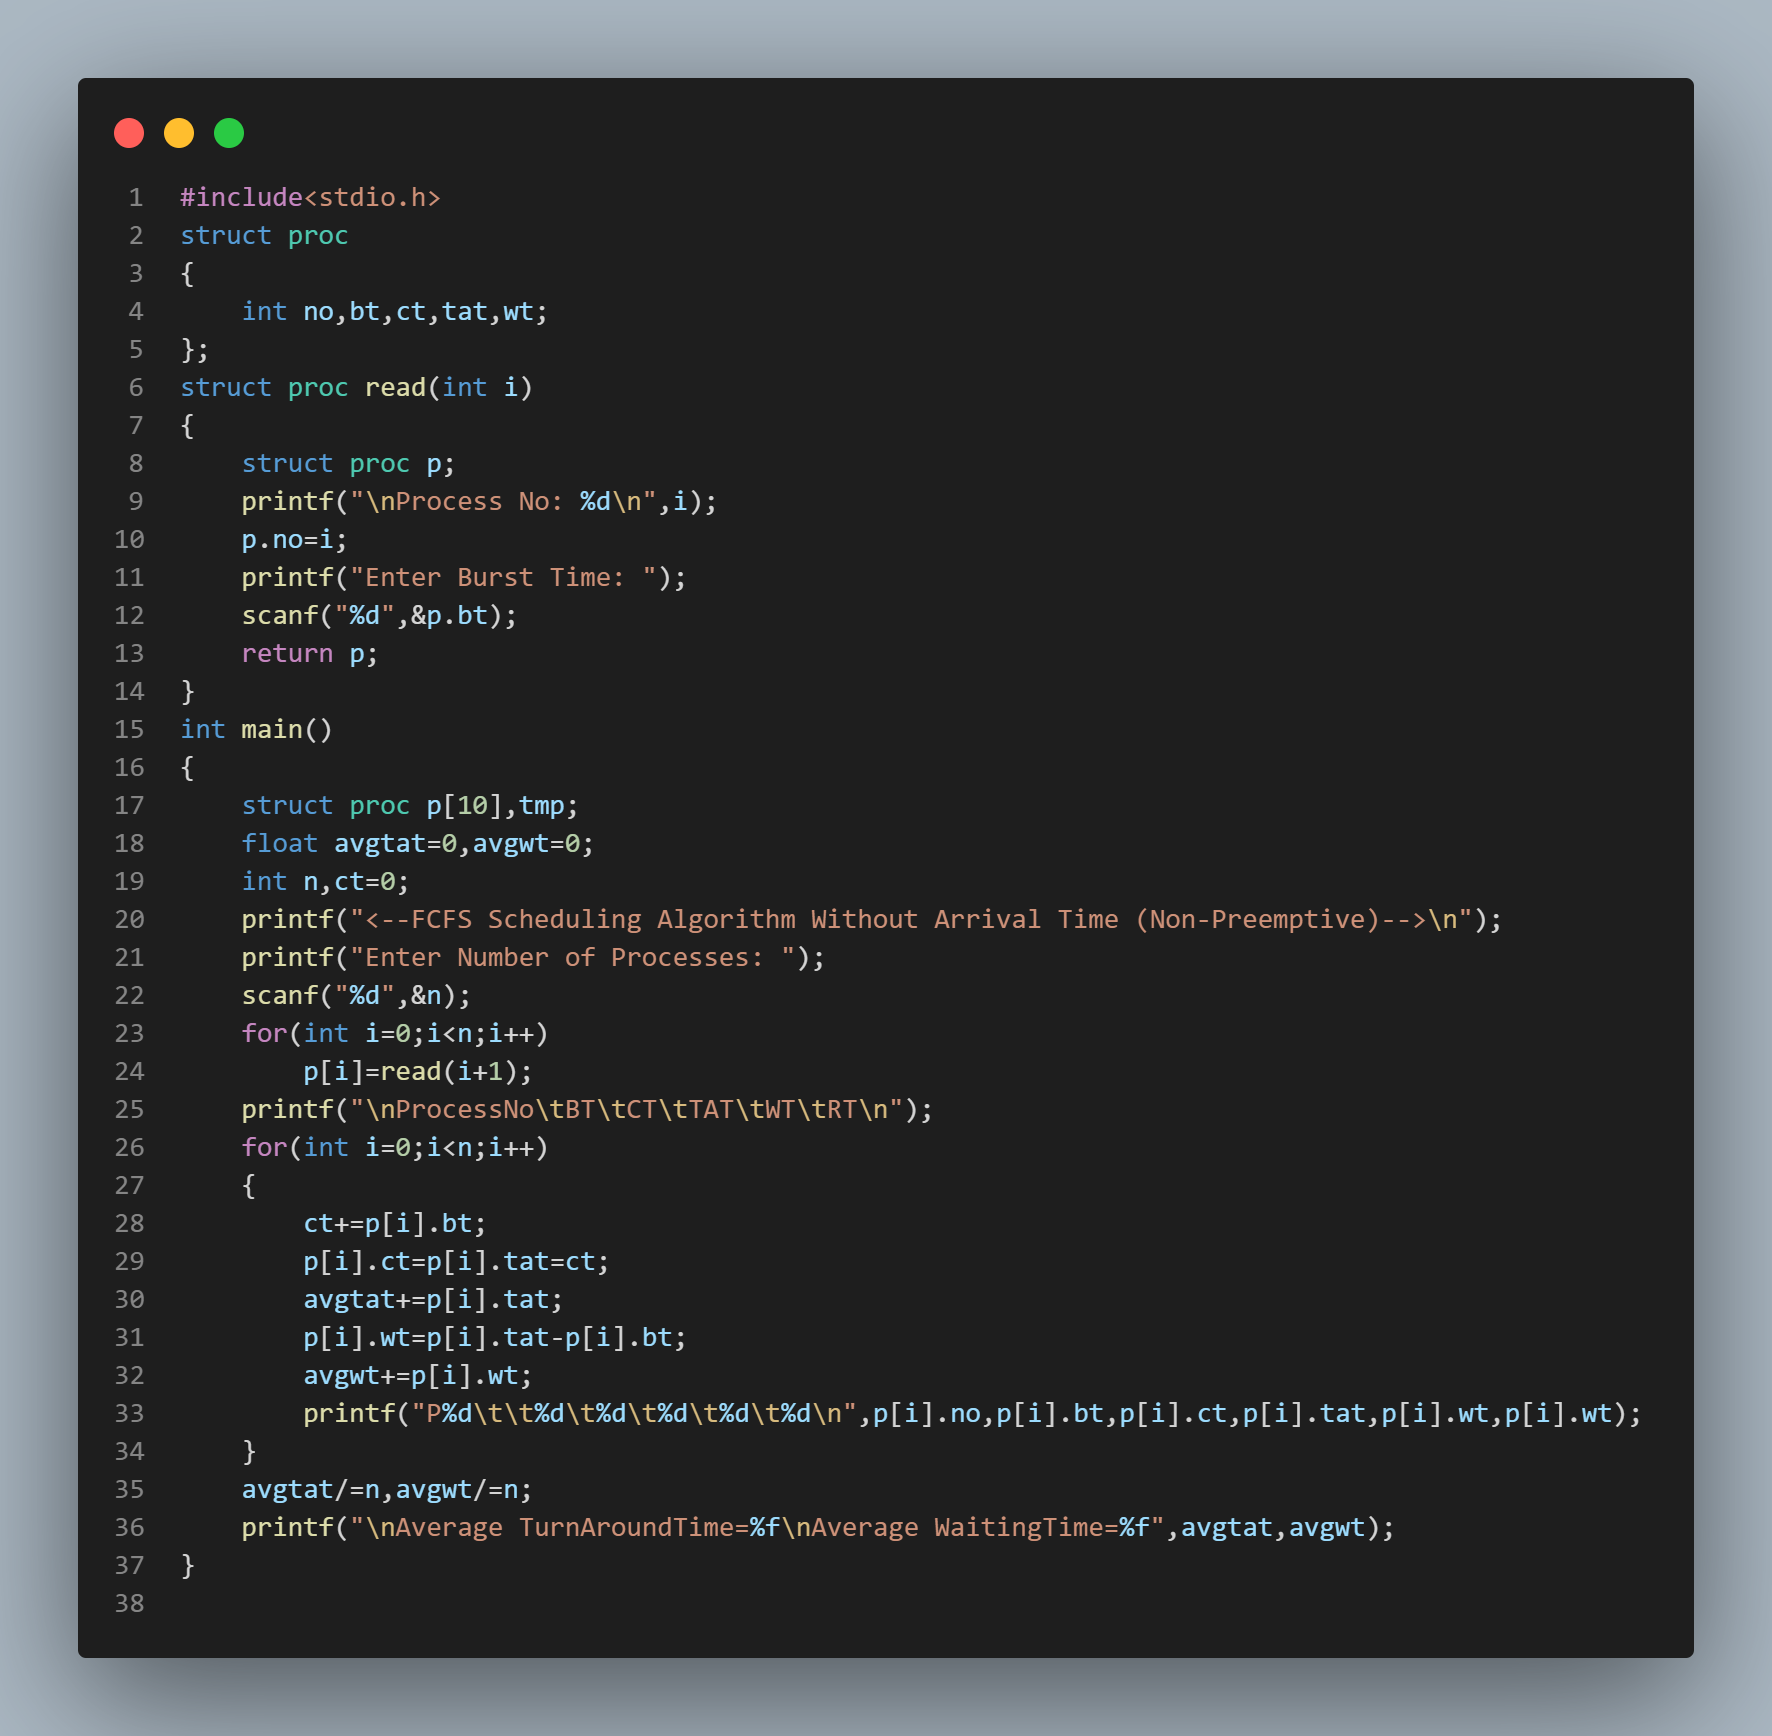 1 #include<stdio.h>
2 struct proc
3 {
4     int no,bt,ct,tat,wt;
5 };
6 struct proc read(int i)
7 {
8     struct proc p;
9     printf("\nProcess No: %d\n",i);
10     p.no=i;
11     printf("Enter Burst Time: ");
12     scanf("%d",&p.bt);
13     return p;
14 }
15 int main()
16 {
17     struct proc p[10],tmp;
18     float avgtat=0,avgwt=0;
19     int n,ct=0;
20     printf("<--FCFS Scheduling Algorithm Without Arrival Time (Non-Preemptive)-->\n");
21     printf("Enter Number of Processes: ");
22     scanf("%d",&n);
23     for(int i=0;i<n;i++)
24         p[i]=read(i+1);
25     printf("\nProcessNo\tBT\tCT\tTAT\tWT\tRT\n");
26     for(int i=0;i<n;i++)
27     {
28         ct+=p[i].bt;
29         p[i].ct=p[i].tat=ct;
30         avgtat+=p[i].tat;
31         p[i].wt=p[i].tat-p[i].bt;
32         avgwt+=p[i].wt;
33         printf("P%d\t\t%d\t%d\t%d\t%d\t%d\n",p[i].no,p[i].bt,p[i].ct,p[i].tat,p[i].wt,p[i].wt);
34     }
35     avgtat/=n,avgwt/=n;
36     printf("\nAverage TurnAroundTime=%f\nAverage WaitingTime=%f",avgtat,avgwt);
37 }
38